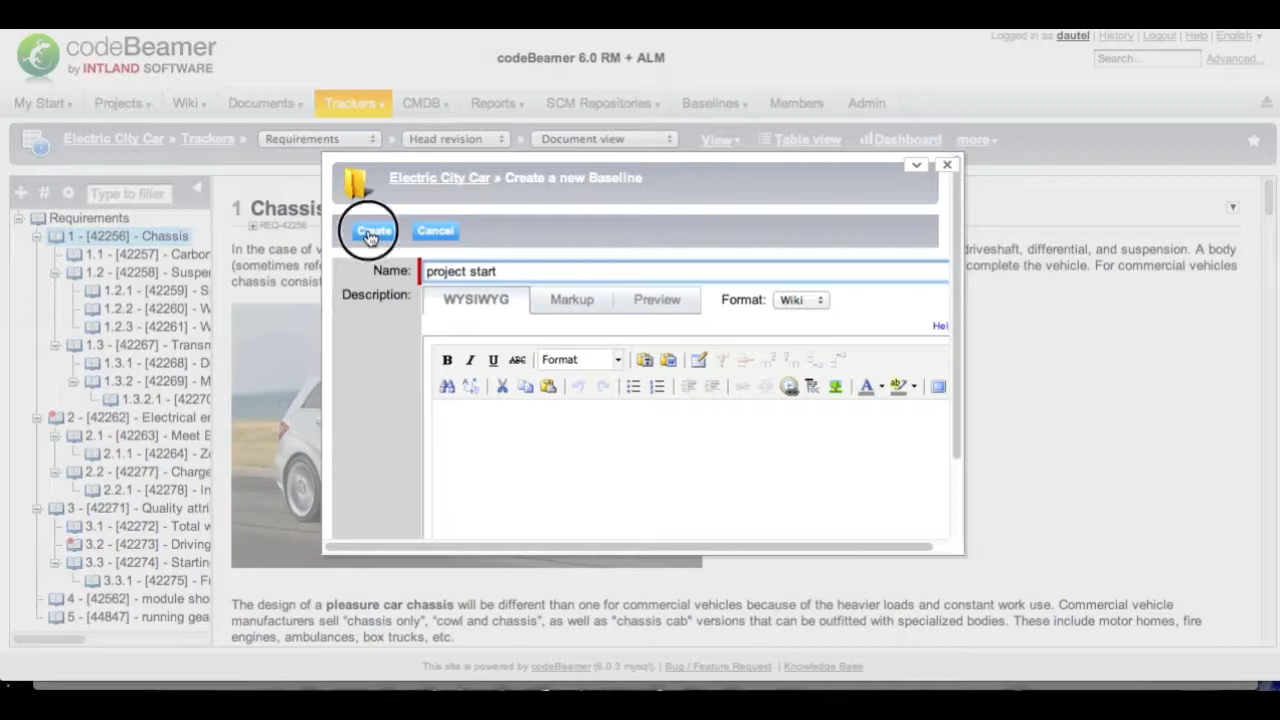 codeBeamer
by INTLAND SOFTWARE
codeBeamer 6.0 RM + ALM
Logged in as dautel | History | Logout | Help | English
Search... Advanced...
My Start Projects Wiki Documents Trackers CMDB Reports SCM Repositories Baselines Members Admin
Electric City Car » Trackers » Requirements » Head revision » Document view View Table view Dashboard more
Electric City Car » Create a new Baseline
Create Cancel
Name: project start
Description: WYSIWYG Markup Preview Format: Wiki
Hel
B I U ABC Format
Type to filter
Requirements
1 - [42256] - Chassis
1.1 - [42257] - Carbor
1.2 - [42258] - Suspe
1.2.1 - [42259] - S
1.2.2 - [42260] - W
1.2.3 - [42261] - W
1.3 - [42267] - Transn
1.3.1 - [42268] - D
1.3.2 - [42269] - M
1.3.2.1 - [4227(
2 - [42262] - Electrical er
2.1 - [42263] - Meet E
2.1.1 - [42264] - Z
2.2 - [42277] - Charge
2.2.1 - [42278] - In
3 - [42271] - Quality attri
3.1 - [42272] - Total w
3.2 - [42273] - Driving
3.3 - [42274] - Starting
3.3.1 - [42275] - Fr
4 - [42562] - module sho
5 - [44847] - running gea
1 Chassis
REQ-42256
In the case of v driveshaft, differential, and suspension. A body
(sometimes refe complete the vehicle. For commercial vehicles
chassis consist
The design of a pleasure car chassis will be different than one for commercial vehicles because of the heavier loads and constant work use. Commercial vehicle
manufacturers sell "chassis only", "cowl and chassis", as well as "chassis cab" versions that can be outfitted with specialized bodies. These include motor homes, fire
engines, ambulances, box trucks, etc.
This site is powered by codeBeamer (6.0.3 mysql). | Bug / Feature Request | Knowledge Base